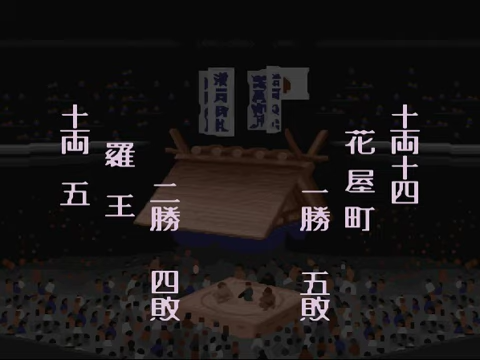 十両十四
花屋町
一勝 五敗
二勝 四敗
羅王
十両 五